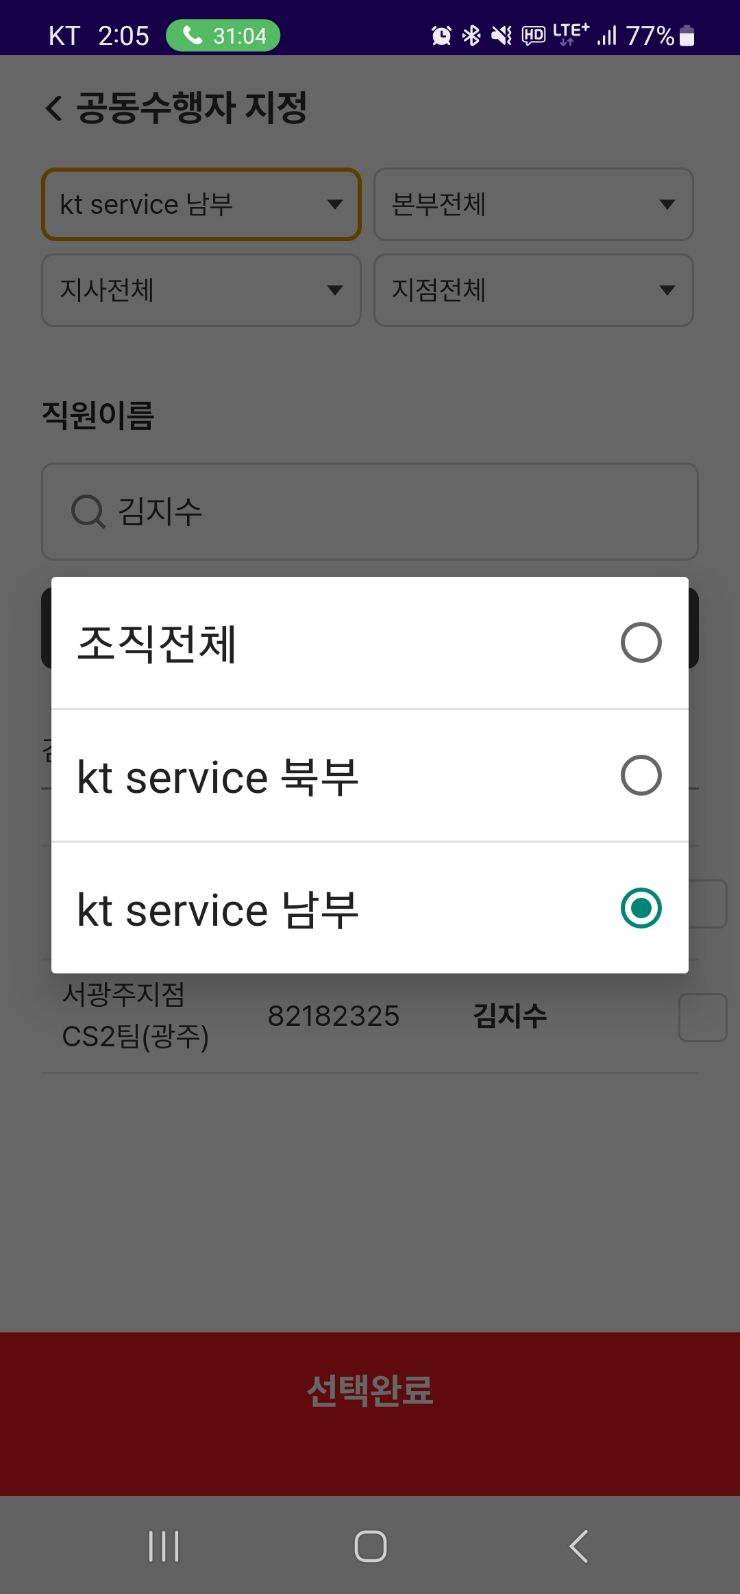 KT 2:05 31:04 HD LTE+ 77%
공동수행자 지정
kt service 남부 본부전체
지사전체 지점전체
직원이름
김지수
조직전체
kt service 북부
kt service 남부
서광주지점
CS2팀(광주) 82182325 김지수
선택완료